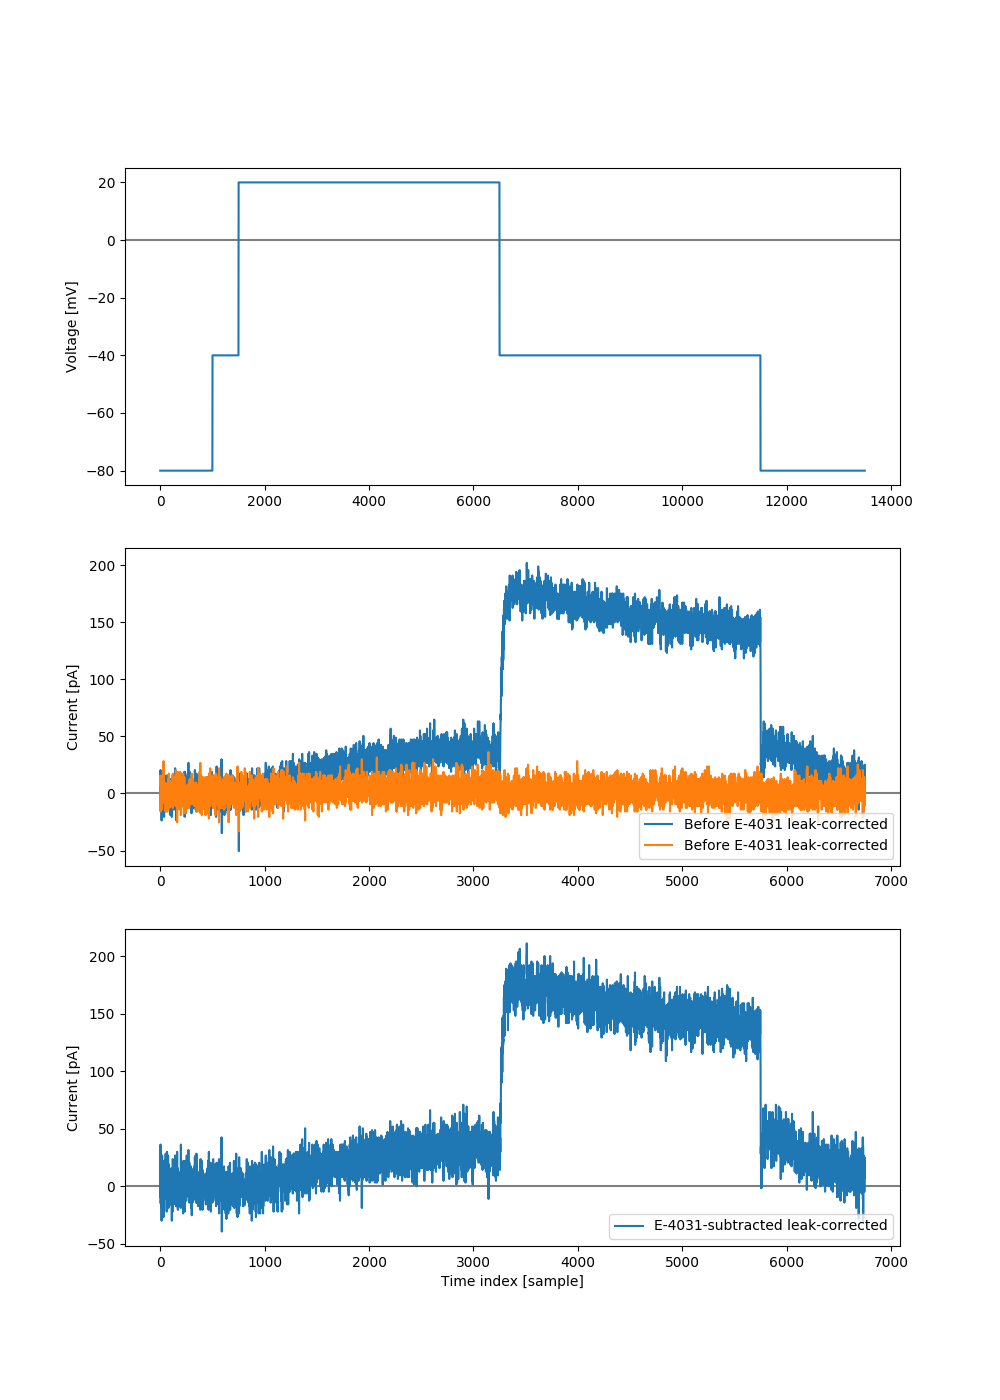 20
0
−20
−40
−60
−80
Voltage [mV]
0 2000 4000 6000 8000 10000 12000 14000
200
150
100
50
0
−50
Current [pA]
Before E-4031 leak-corrected
Before E-4031 leak-corrected
0 1000 2000 3000 4000 5000 6000 7000
200
150
100
50
0
−50
Current [pA]
E-4031-subtracted leak-corrected
0 1000 2000 3000 4000 5000 6000 7000
Time index [sample]